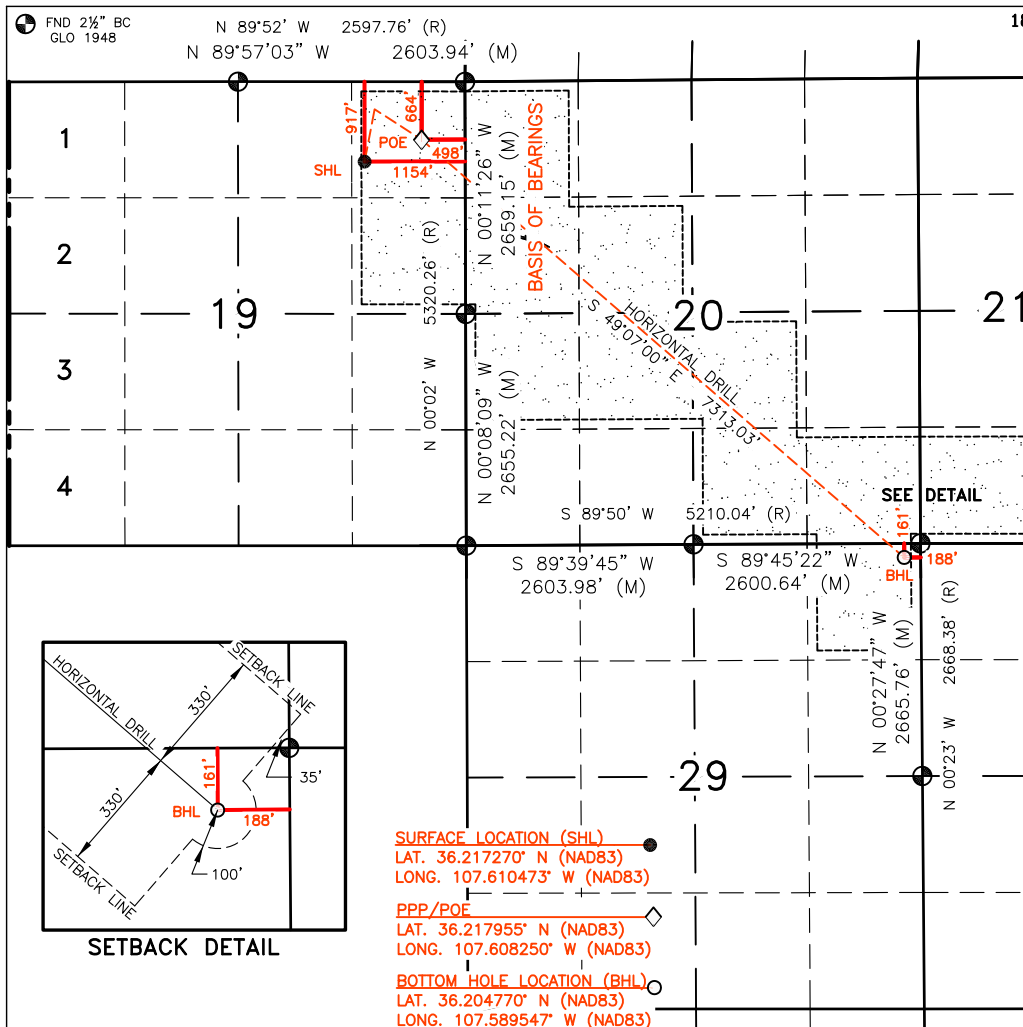 FND 2½" BC
GLO 1948
N 89°52' W 2597.76' (R)
N 89°57'03" W 2603.94' (M)
18
1
2
3
4
19
20
21
29
917'
664'
POE
498'
SHL
1154'
N 00°11'26" W
2659.15' (M)
BASIS OF BEARINGS
5320.26' (R)
N 00°02' W
N 00°08'09" W
2655.22' (M)
HORIZONTAL DRILL
S 49°07'00" E 7313.03'
SEE DETAIL
S 89°50' W 5210.04' (R)
S 89°39'45" W
2603.98' (M)
S 89°45'22" W
2600.64' (M)
161'
BHL
188'
N 00°27'47" W
2665.76' (M)
2668.38' (R)
N 00°23' W
SETBACK LINE
HORIZONTAL DRILL
330'
330'
161'
35'
BHL
188'
100'
SETBACK LINE
SETBACK DETAIL
SURFACE LOCATION (SHL)
LAT. 36.217270° N (NAD83)
LONG. 107.610473° W (NAD83)
PPP/POE
LAT. 36.217955° N (NAD83)
LONG. 107.608250° W (NAD83)
BOTTOM HOLE LOCATION (BHL)
LAT. 36.204770° N (NAD83)
LONG. 107.589547° W (NAD83)